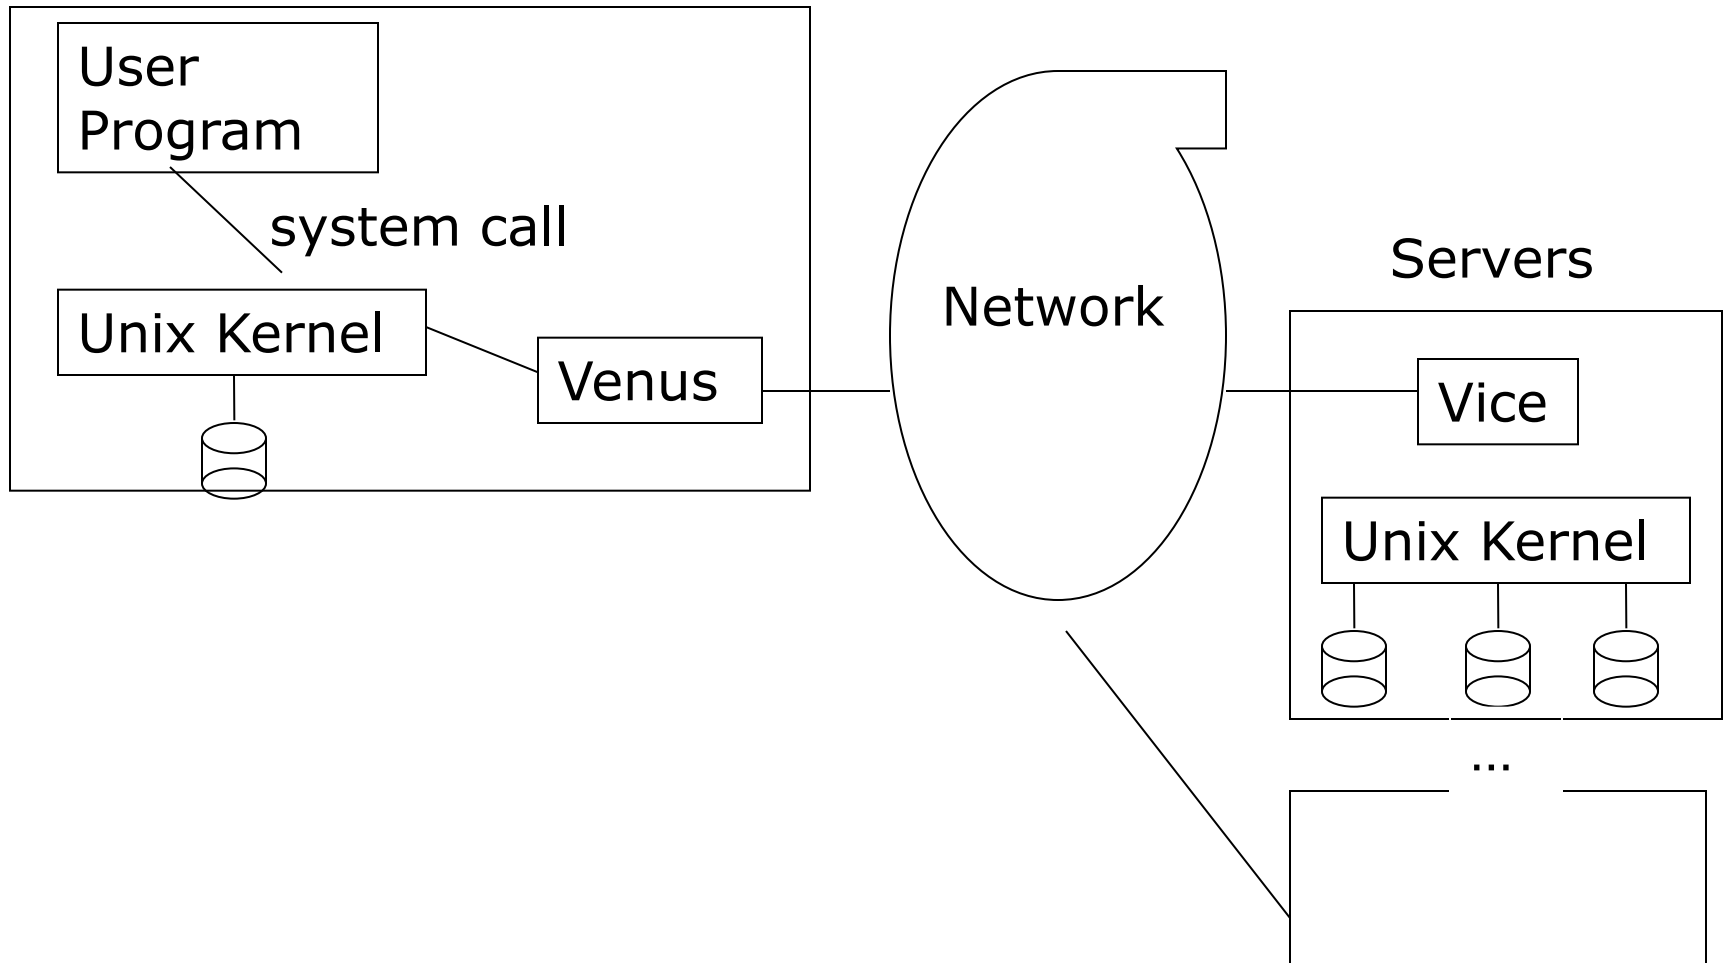 User
Program
system call
Unix Kernel
Venus
Network
Servers
Vice
Unix Kernel
...